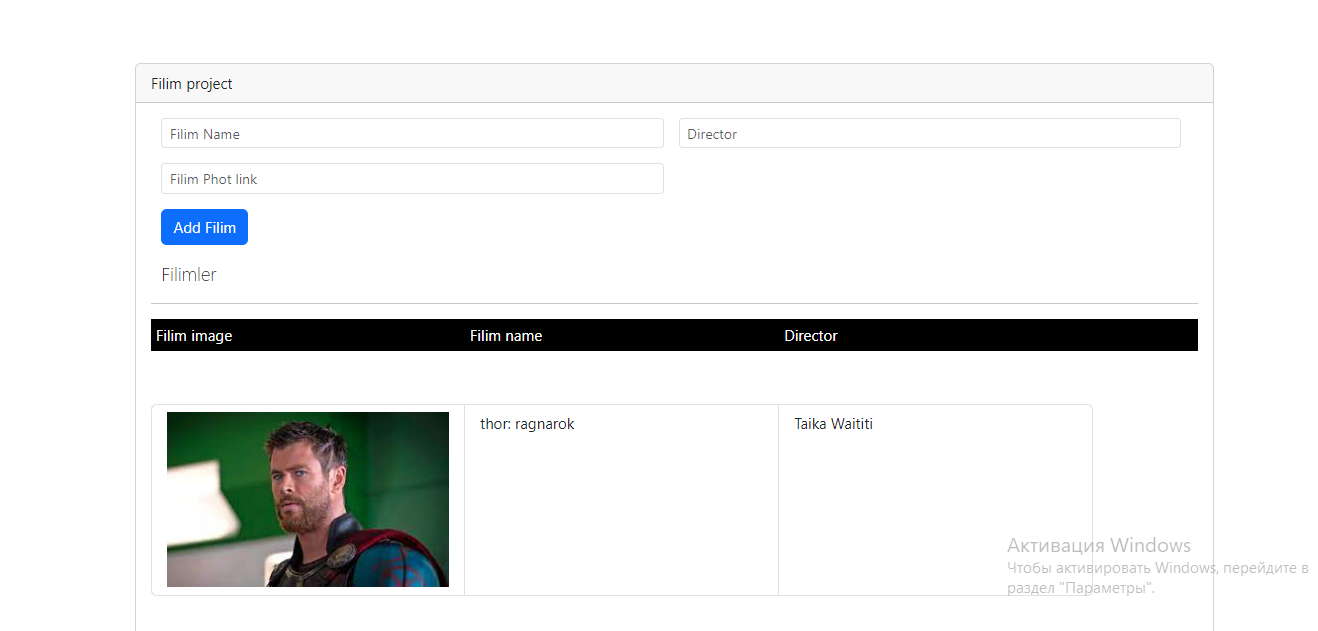 Filim project
Filim Name
Director
Filim Phot link
Add Filim
Filimler
Filim image Filim name Director
thor: ragnarok Taika Waititi
Активация Windows
Чтобы активировать Windows, перейдите в
раздел "Параметры".